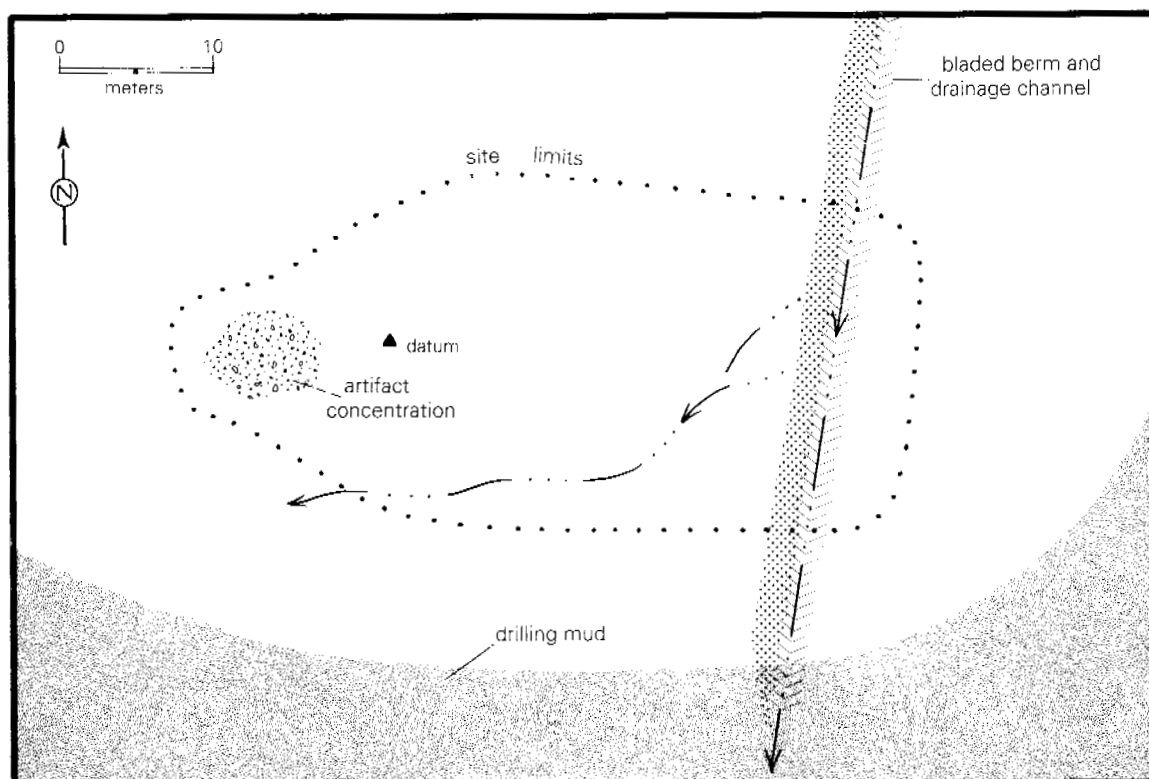 0 10
meters
bladed berm and
drainage channel
N
site limits
datum
artifact
concentration
drilling mud